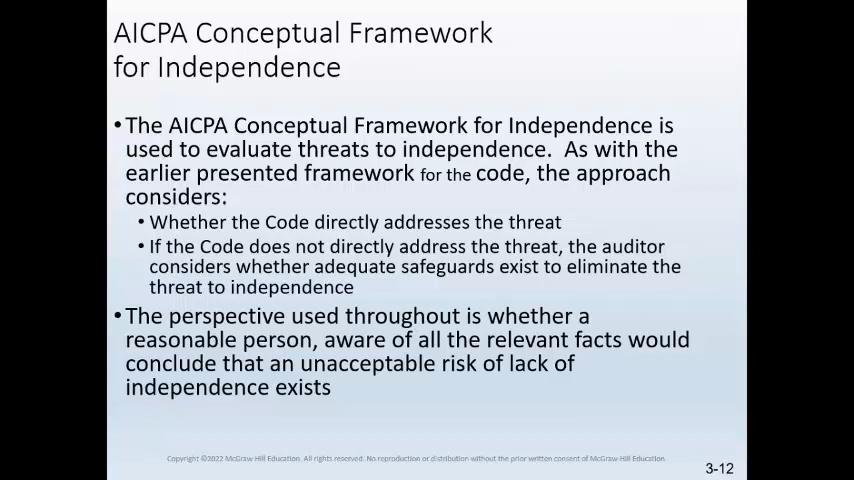 AICPA Conceptual Framework
for Independence
•The AICPA Conceptual Framework for Independence is
used to evaluate threats to independence.  As with the
earlier presented framework for the code, the approach
considers:
• Whether the Code directly addresses the threat
• If the Code does not directly address the threat, the auditor
considers whether adequate safeguards exist to eliminate the
threat to independence
•The perspective used throughout is whether a
reasonable person, aware of all the relevant facts would
conclude that an unacceptable risk of lack of
independence exists
Copyright ©2022 McGraw-Hill Education. All rights reserved. No reproduction or distribution without the prior written consent of McGraw-Hill Education.
3-12